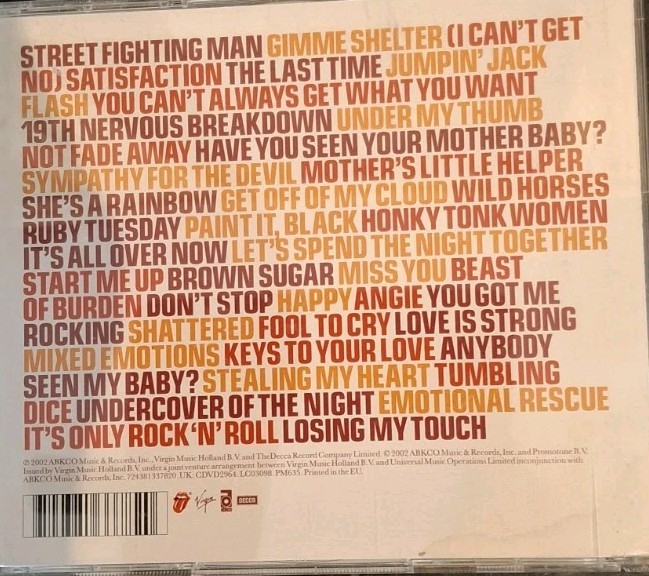 STREET FIGHTING MAN GIMME SHELTER (I CAN'T GET
NO) SATISFACTION THE LAST TIME JUMPIN' JACK
FLASH YOU CAN'T ALWAYS GET WHAT YOU WANT
19TH NERVOUS BREAKDOWN UNDER MY THUMB
NOT FADE AWAY HAVE YOU SEEN YOUR MOTHER BABY?
SYMPATHY FOR THE DEVIL MOTHER'S LITTLE HELPER
SHE'S A RAINBOW GET OFF OF MY CLOUD WILD HORSES
RUBY TUESDAY PAINT IT, BLACK HONKY TONK WOMEN
IT'S ALL OVER NOW LET'S SPEND THE NIGHT TOGETHER
START ME UP BROWN SUGAR MISS YOU BEAST
OF BURDEN DON'T STOP HAPPY ANGIE YOU GOT ME
ROCKING SHATTERED FOOL TO CRY LOVE IS STRONG
MIXED EMOTIONS KEYS TO YOUR LOVE ANYBODY
SEEN MY BABY? STEALING MY HEART TUMBLING
DICE UNDERCOVER OF THE NIGHT EMOTIONAL RESCUE
IT'S ONLY ROCK 'N' ROLL LOSING MY TOUCH
℗ 2002 ABKCO Music & Records, Inc., Virgin Music Holland B.V. and The Decca Record Company Limited. © 2002 ABKCO Music & Records, Inc. and Promotone B.V.
Issued by Virgin Music Holland B.V. under a joint venture arrangement between Virgin Music Holland B.V. and Universal Music Operations Limited in conjunction with
ABKCO Music & Records, Inc. 724381337820. UK: CDVD2964. LC03098. PM635. Printed in the EU.
Virgin DECCA